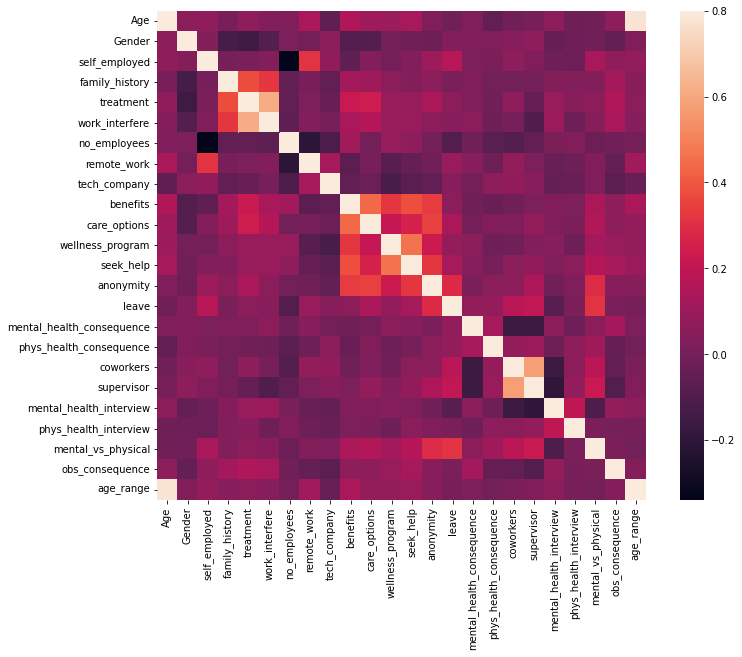 Age
Gender
self_employed
family_history
treatment
work_interfere
no_employees
remote_work
tech_company
benefits
care_options
wellness_program
seek_help
anonymity
leave
mental_health_consequence
phys_health_consequence
coworkers
supervisor
mental_health_interview
phys_health_interview
mental_vs_physical
obs_consequence
age_range
Age
Gender
self_employed
family_history
treatment
work_interfere
no_employees
remote_work
tech_company
benefits
care_options
wellness_program
seek_help
anonymity
leave
mental_health_consequence
phys_health_consequence
coworkers
supervisor
mental_health_interview
phys_health_interview
mental_vs_physical
obs_consequence
age_range
0.8
0.6
0.4
0.2
0.0
−0.2